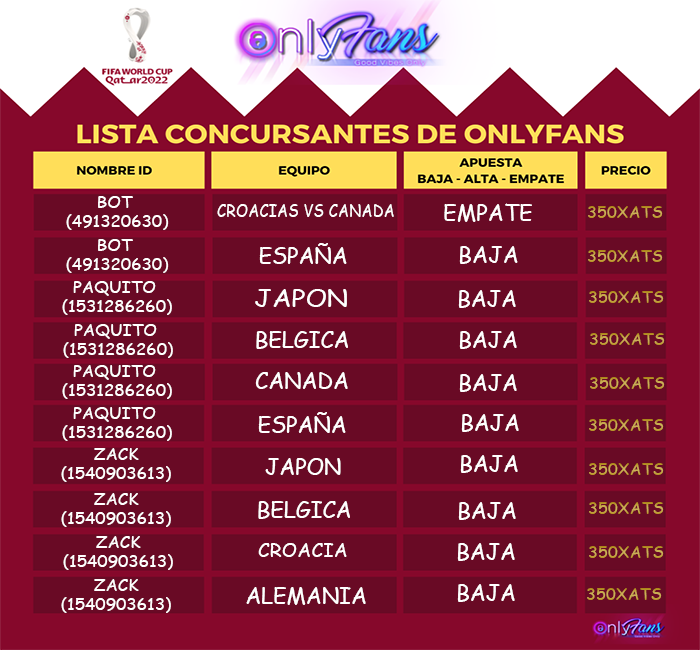 FIFA WORLD CUP
Qatar2022
OnlyFans
Good Vibes Only
LISTA CONCURSANTES DE ONLYFANS
NOMBRE ID EQUIPO APUESTA BAJA - ALTA - EMPATE PRECIO
BOT (491320630) CROACIAS VS CANADA EMPATE 350XATS
BOT (491320630) ESPAÑA BAJA 350XATS
PAQUITO (1531286260) JAPON BAJA 350XATS
PAQUITO (1531286260) BELGICA BAJA 350XATS
PAQUITO (1531286260) CANADA BAJA 350XATS
PAQUITO (1531286260) ESPAÑA BAJA 350XATS
ZACK (1540903613) JAPON BAJA 350XATS
ZACK (1540903613) BELGICA BAJA 350XATS
ZACK (1540903613) CROACIA BAJA 350XATS
ZACK (1540903613) ALEMANIA BAJA 350XATS
OnlyFans